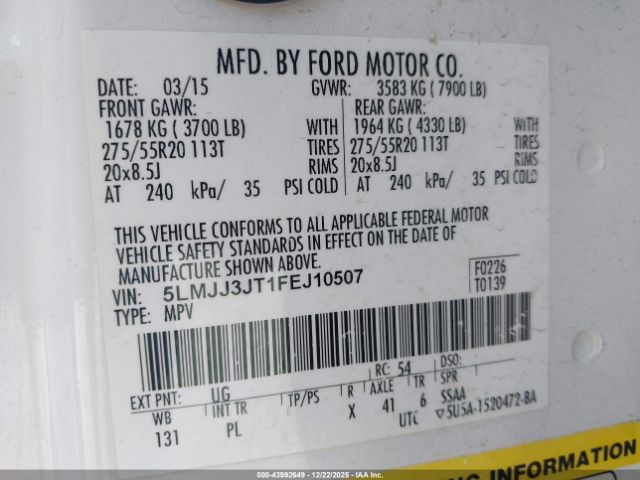 MFD. BY FORD MOTOR CO.
DATE: 03/15 GVWR: 3583 KG (7900 LB)
FRONT GAWR: REAR GAWR:
1678 KG (3700 LB) WITH 1964 KG (4330 LB) WITH
275/55R20 113T TIRES 275/55R20 113T TIRES
20x8.5J RIMS 20x8.5J RIMS
AT 240 kPa/ 35 PSI COLD AT 240 kPa/ 35 PSI COLD
THIS VEHICLE CONFORMS TO ALL APPLICABLE FEDERAL MOTOR
VEHICLE SAFETY STANDARDS IN EFFECT ON THE DATE OF
MANUFACTURE SHOWN ABOVE.
VIN: 5LMJJ3JT1FEJ10507 F0226
TYPE: MPV T0139
EXT PNT: UG RC: 54 DSO:
WB INT TR TP/PS R AXLE TR SPR
131 PL X 41 6 SSAA
UTC ▽5U5A-1520472-BA
NG INFORMATION
© 43992649 - 12/22/2025 - IAA Holdings, LLC